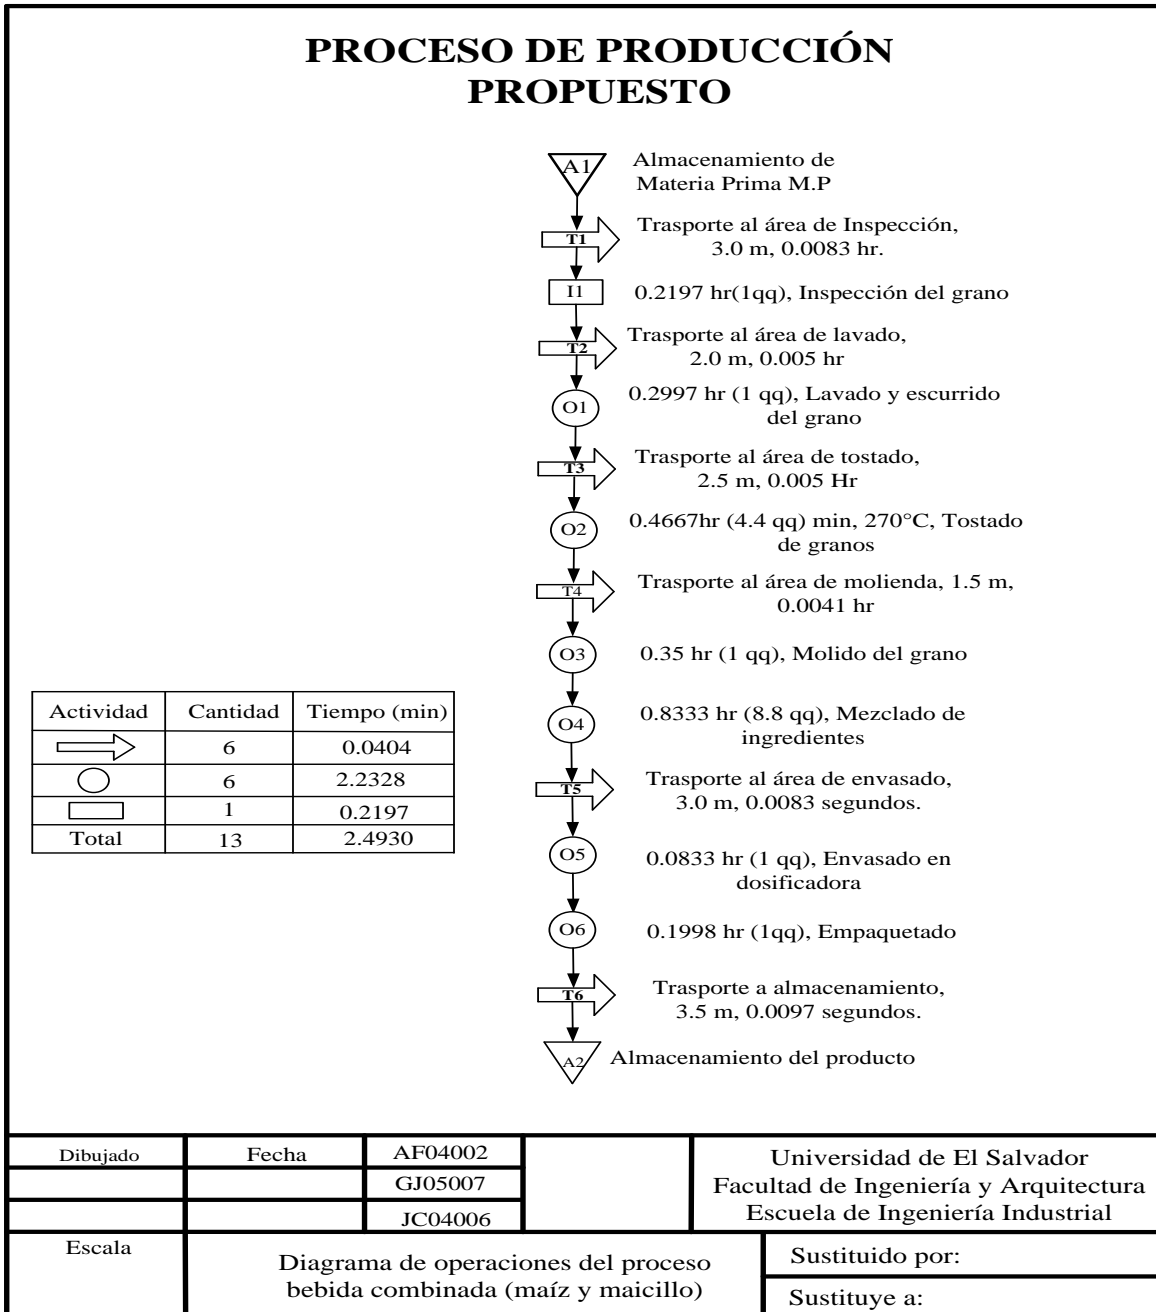 PROCESO DE PRODUCCIÓN
PROPUESTO
A1
Almacenamiento de
Materia Prima M.P
T1
Trasporte al área de Inspección,
3.0 m, 0.0083 hr.
I1
0.2197 hr(1qq), Inspección del grano
T2
Trasporte al área de lavado,
2.0 m, 0.005 hr
O1
0.2997 hr (1 qq), Lavado y escurrido
del grano
T3
Trasporte al área de tostado,
2.5 m, 0.005 Hr
O2
0.4667hr (4.4 qq) min, 270°C, Tostado
de granos
T4
Trasporte al área de molienda, 1.5 m,
0.0041 hr
O3
0.35 hr (1 qq), Molido del grano
O4
0.8333 hr (8.8 qq), Mezclado de
ingredientes
T5
Trasporte al área de envasado,
3.0 m, 0.0083 segundos.
O5
0.0833 hr (1 qq), Envasado en
dosificadora
O6
0.1998 hr (1qq), Empaquetado
T6
Trasporte a almacenamiento,
3.5 m, 0.0097 segundos.
A2
Almacenamiento del producto
Actividad Cantidad Tiempo (min)
6 0.0404
6 2.2328
1 0.2197
Total 13 2.4930
Dibujado Fecha AF04002
GJ05007
JC04006
Universidad de El Salvador
Facultad de Ingeniería y Arquitectura
Escuela de Ingeniería Industrial
Escala
Diagrama de operaciones del proceso
bebida combinada (maíz y maicillo)
Sustituido por:
Sustituye a: